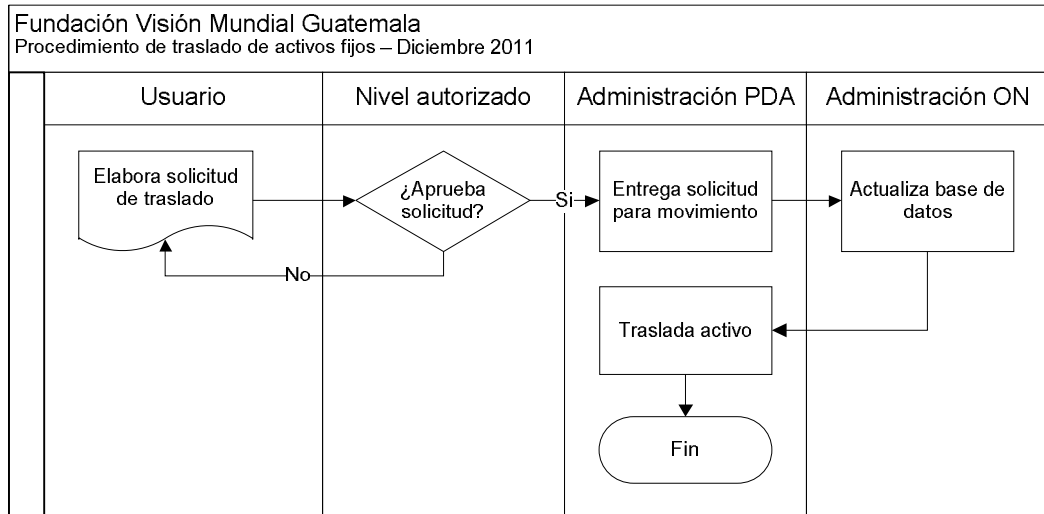 Fundación Visión Mundial Guatemala
Procedimiento de traslado de activos fijos – Diciembre 2011
Usuario
Nivel autorizado
Administración PDA
Administración ON
Elabora solicitud
de traslado
¿Aprueba
solicitud?
Si
Entrega solicitud
para movimiento
Actualiza base de
datos
No
Traslada activo
Fin